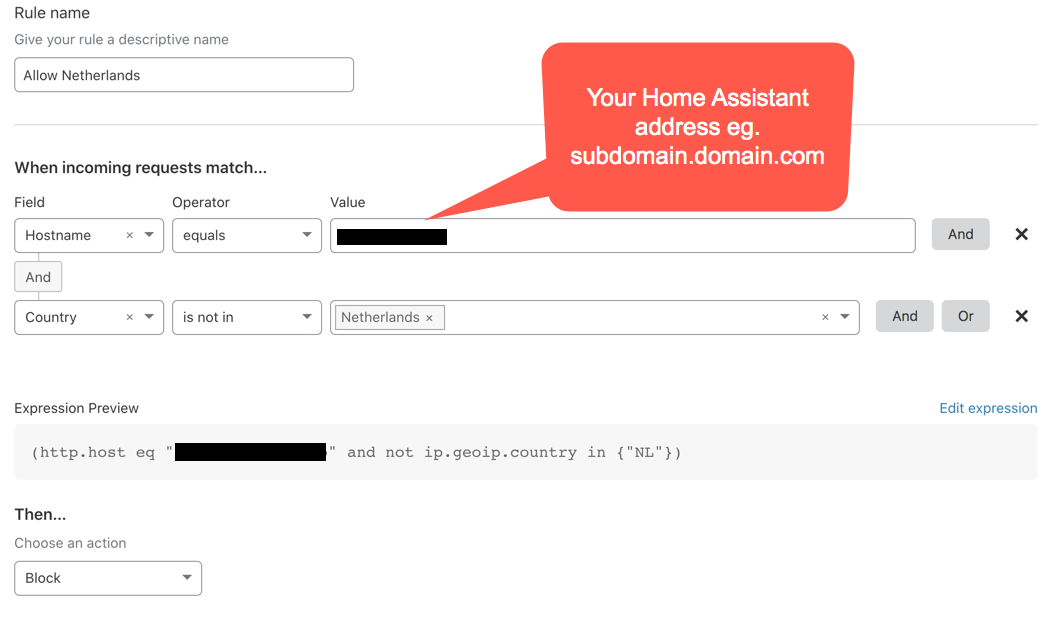 Rule name
Give your rule a descriptive name
Allow Netherlands
Your Home Assistant
address eg.
subdomain.domain.com
When incoming requests match...
Field Operator Value
Hostname × equals And ✕
And
Country × is not in Netherlands × × And Or ✕
Expression Preview Edit expression
(http.host eq " " and not ip.geoip.country in {"NL"})
Then...
Choose an action
Block